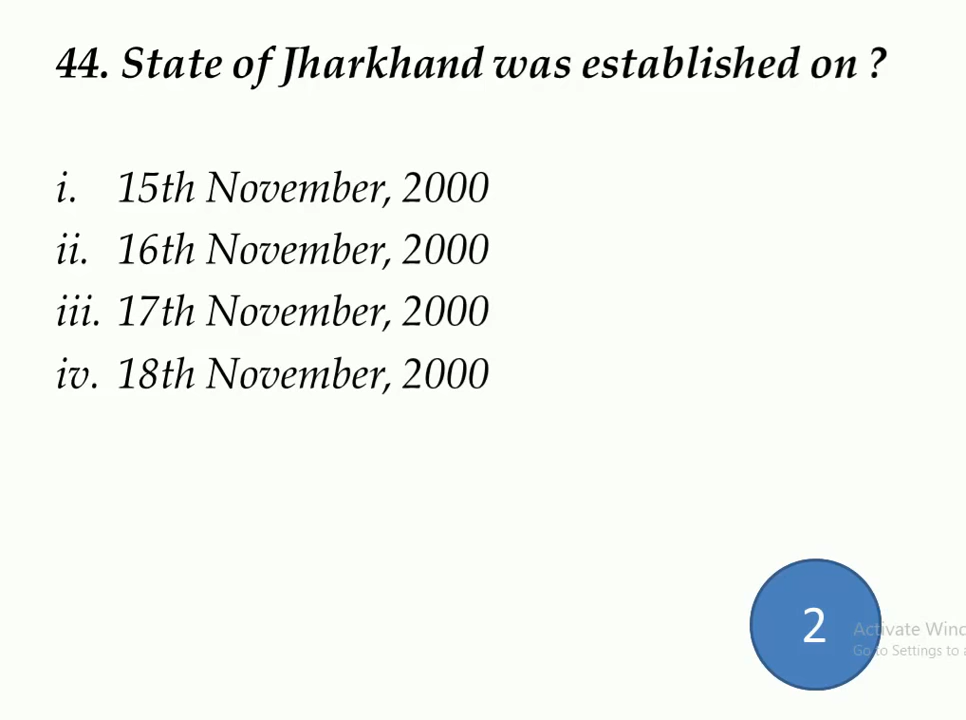 44. State of Jharkhand was established on ?
i. 15th November, 2000
ii. 16th November, 2000
iii. 17th November, 2000
iv. 18th November, 2000
2
Activate
Go to Settings to